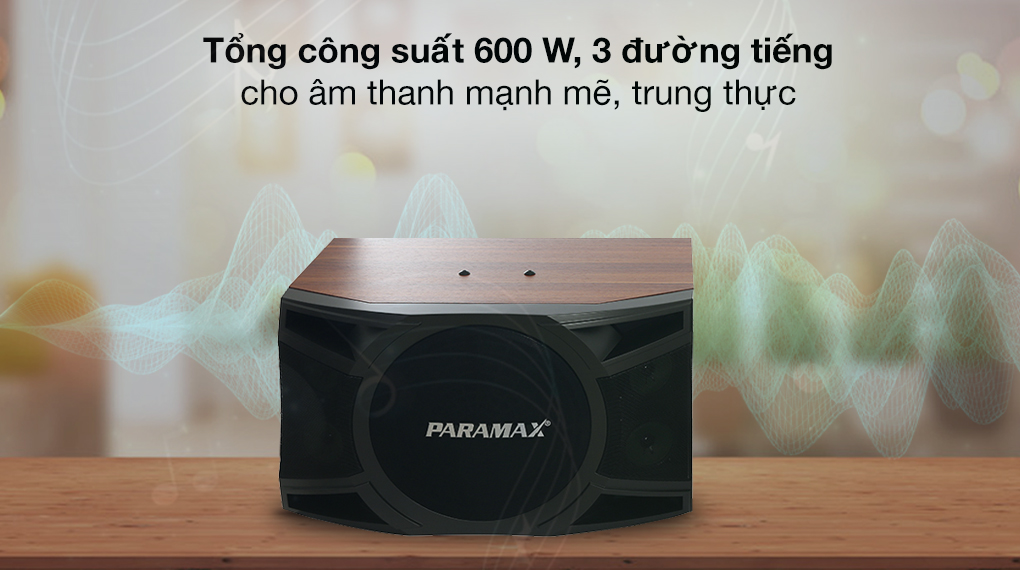 Tổng công suất 600 W, 3 đường tiếng
cho âm thanh mạnh mẽ, trung thực
PARAMAX®